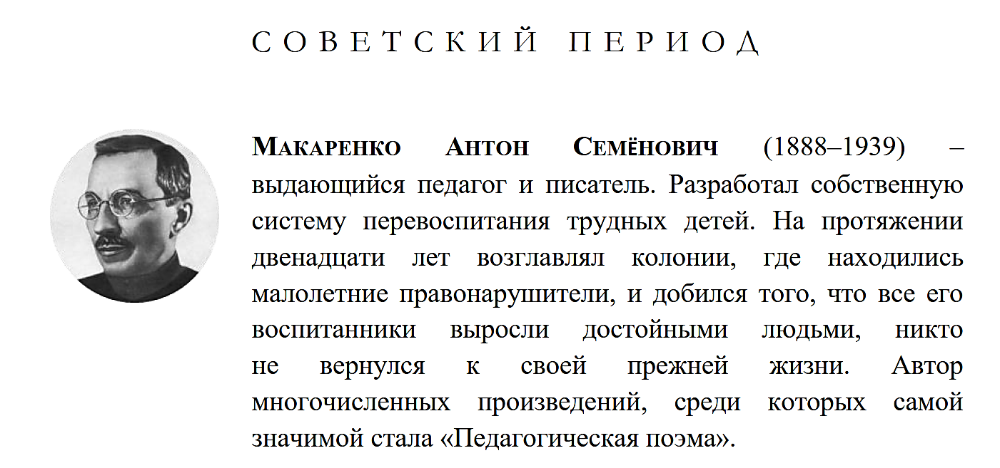 СОВЕТСКИЙ ПЕРИОД
МАКАРЕНКО АНТОН СЕМЁНОВИЧ (1888–1939) –
выдающийся педагог и писатель. Разработал собственную
систему перевоспитания трудных детей. На протяжении
двенадцати лет возглавлял колонии, где находились
малолетние правонарушители, и добился того, что все его
воспитанники выросли достойными людьми, никто
не вернулся к своей прежней жизни. Автор
многочисленных произведений, среди которых самой
значимой стала «Педагогическая поэма».